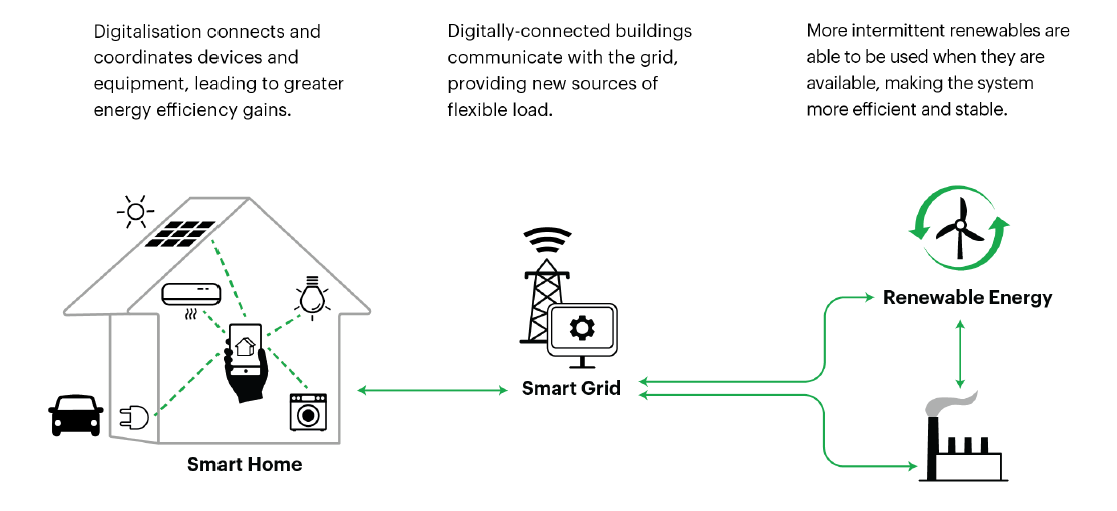 Digitalisation connects and
coordinates devices and
equipment, leading to greater
energy efficiency gains.
Digitally-connected buildings
communicate with the grid,
providing new sources of
flexible load.
More intermittent renewables are
able to be used when they are
available, making the system
more efficient and stable.
Renewable Energy
Smart Grid
Smart Home